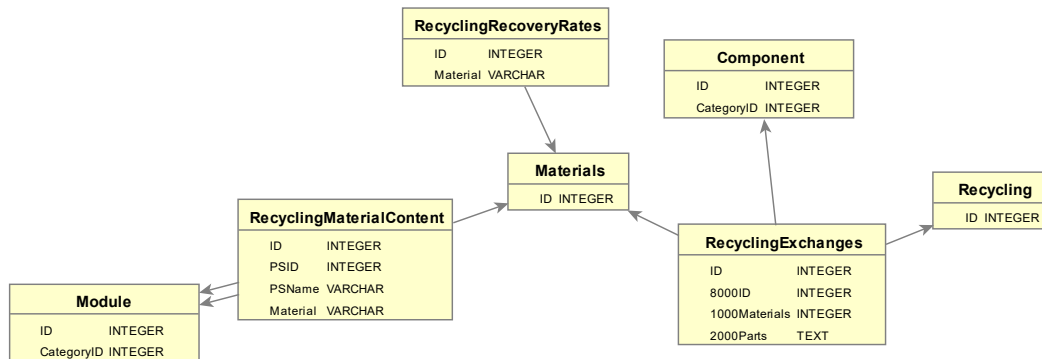 RecyclingRecoveryRates
ID INTEGER
Material VARCHAR
Component
ID INTEGER
CategoryID INTEGER
Materials
ID INTEGER
Recycling
ID INTEGER
RecyclingMaterialContent
ID INTEGER
PSID INTEGER
PSName VARCHAR
Material VARCHAR
RecyclingExchanges
ID INTEGER
8000ID INTEGER
1000Materials INTEGER
2000Parts TEXT
Module
ID INTEGER
CategoryID INTEGER